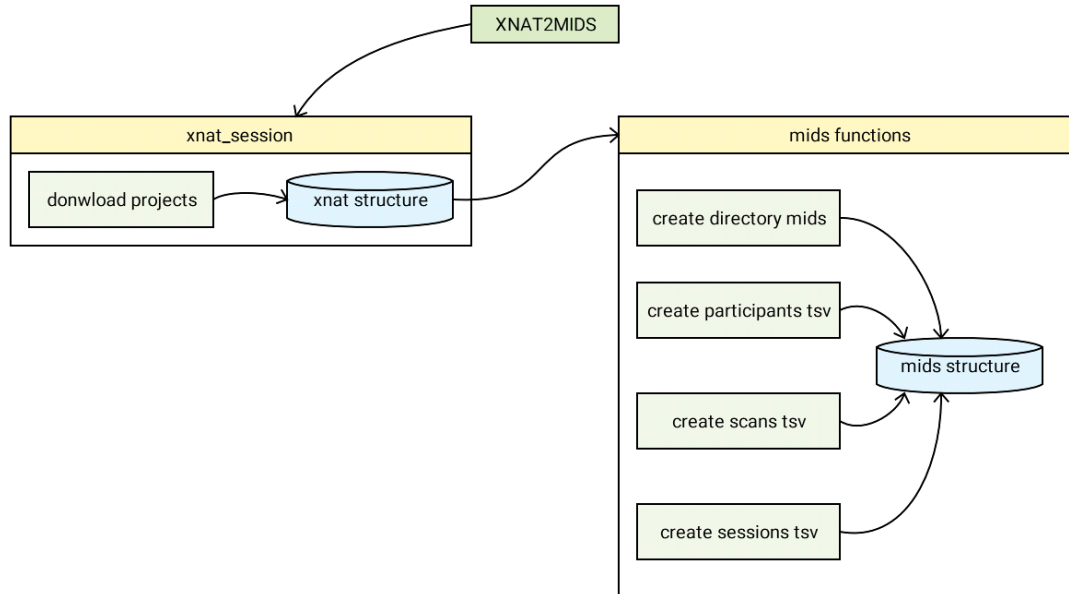 XNAT2MIDS
xnat_session
donwload projects
xnat structure
mids functions
create directory mids
create participants tsv
mids structure
create scans tsv
create sessions tsv